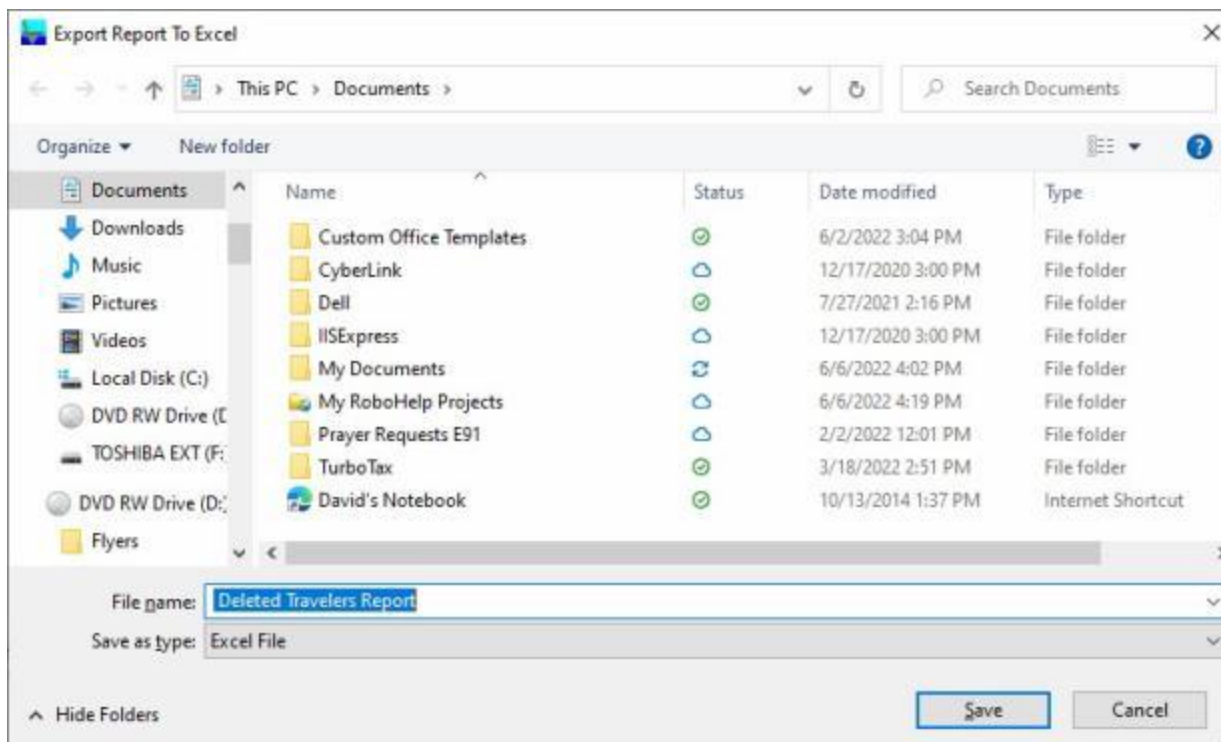 Export Report To Excel
This PC > Documents >
Search Documents
Organize
New folder
Documents
Downloads
Music
Pictures
Videos
Local Disk (C:)
DVD RW Drive (D
TOSHIBA EXT (F:
DVD RW Drive (D:
Flyers
Name Status Date modified Type
Custom Office Templates 6/2/2022 3:04 PM File folder
CyberLink 12/17/2020 3:00 PM File folder
Dell 7/27/2021 2:16 PM File folder
IISExpress 12/17/2020 3:00 PM File folder
My Documents 6/6/2022 4:02 PM File folder
My RoboHelp Projects 6/6/2022 4:19 PM File folder
Prayer Requests E91 2/2/2022 12:01 PM File folder
TurboTax 3/18/2022 2:51 PM File folder
David's Notebook 10/13/2014 1:37 PM Internet Shortcut
File name: Deleted Travelers Report
Save as type: Excel File
Hide Folders
Save
Cancel